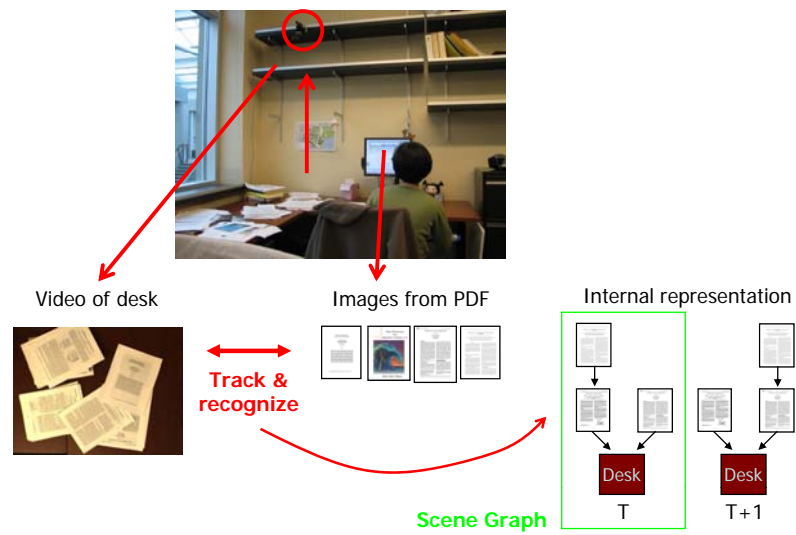 Video of desk
Images from PDF
Internal representation
Track &
recognize
Desk
Desk
T
T+1
Scene Graph